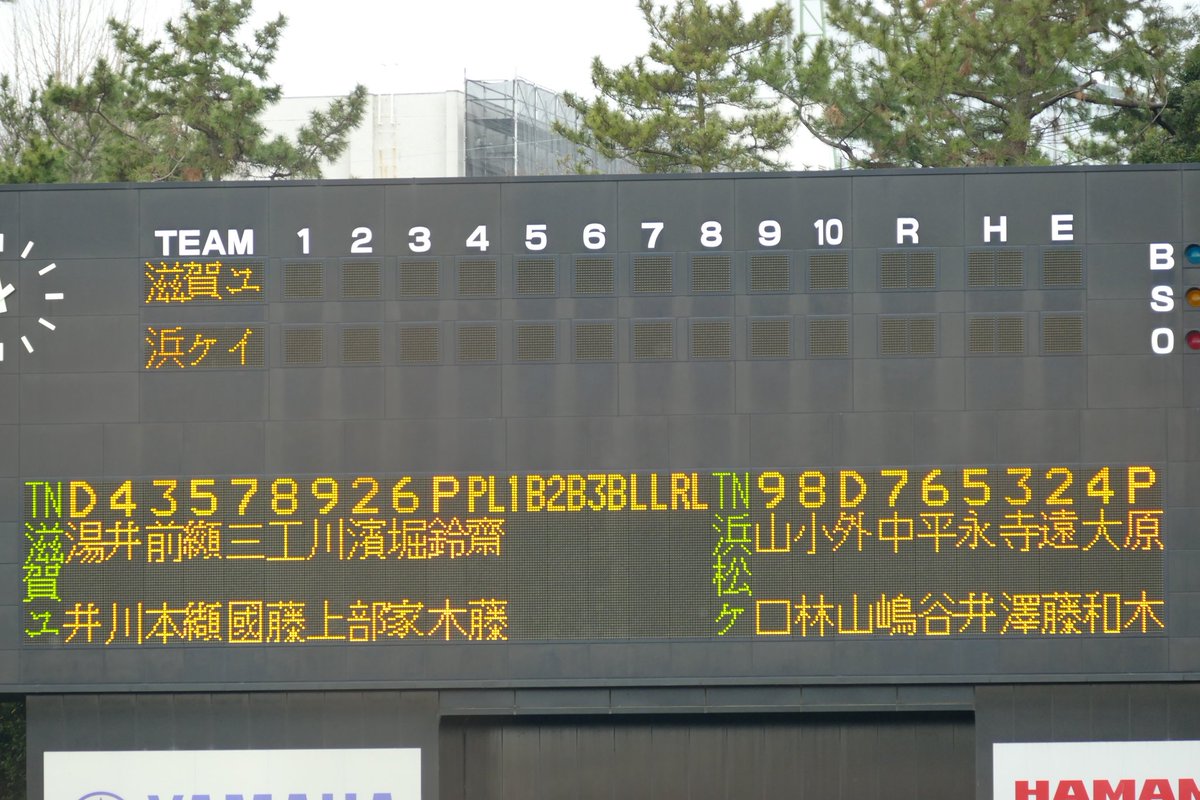 TEAM 1 2 3 4 5 6 7 8 9 10 R H E
滋賀ユ B
浜ケイ S
O
TN D 4 3 5 7 8 9 2 6 P PL 1B 2B 3B LL RL TN 9 8 D 7 6 5 3 2 4 P
滋 湯 井 前 纐 三 工 川 濱 堀 鈴 齋 浜 山 小 外 中 平 永 寺 遠 大 原
賀 松
ユ 井 川 本 纈 國 藤 上 部 家 木 藤 ケ 口 林 山 嶋 谷 井 澤 藤 和 木
YAMAHA